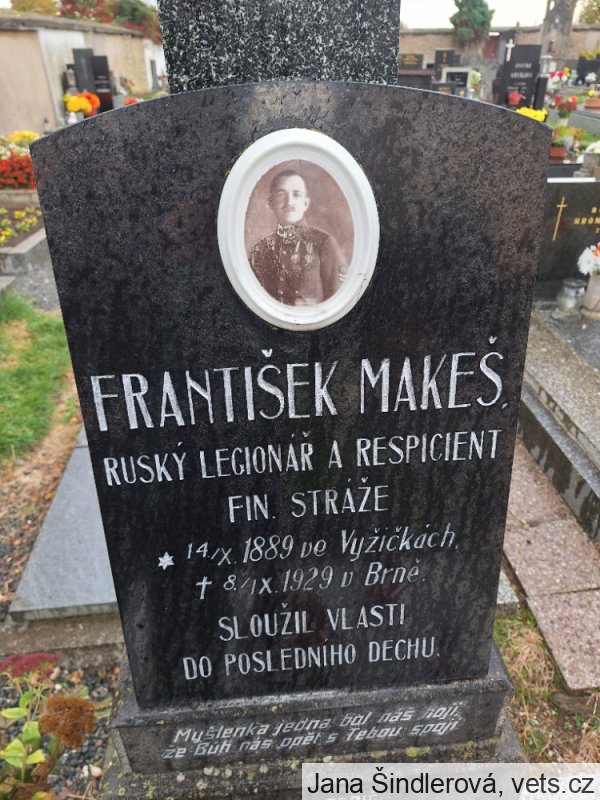 FRANTIŠEK MAKEŠ,
RUSKÝ LEGIONÁŘ A RESPICIENT
FIN. STRÁŽE
* 14/X. 1889 ve Vyžičkách,
† 8./IX. 1929 v Brně.
SLOUŽIL VLASTI
DO POSLEDNÍHO DECHU.
Myšlenka jedna bol náš hojí,
že Bůh nás opět s Tebou spojí.
Jana Šindlerová, vets.cz